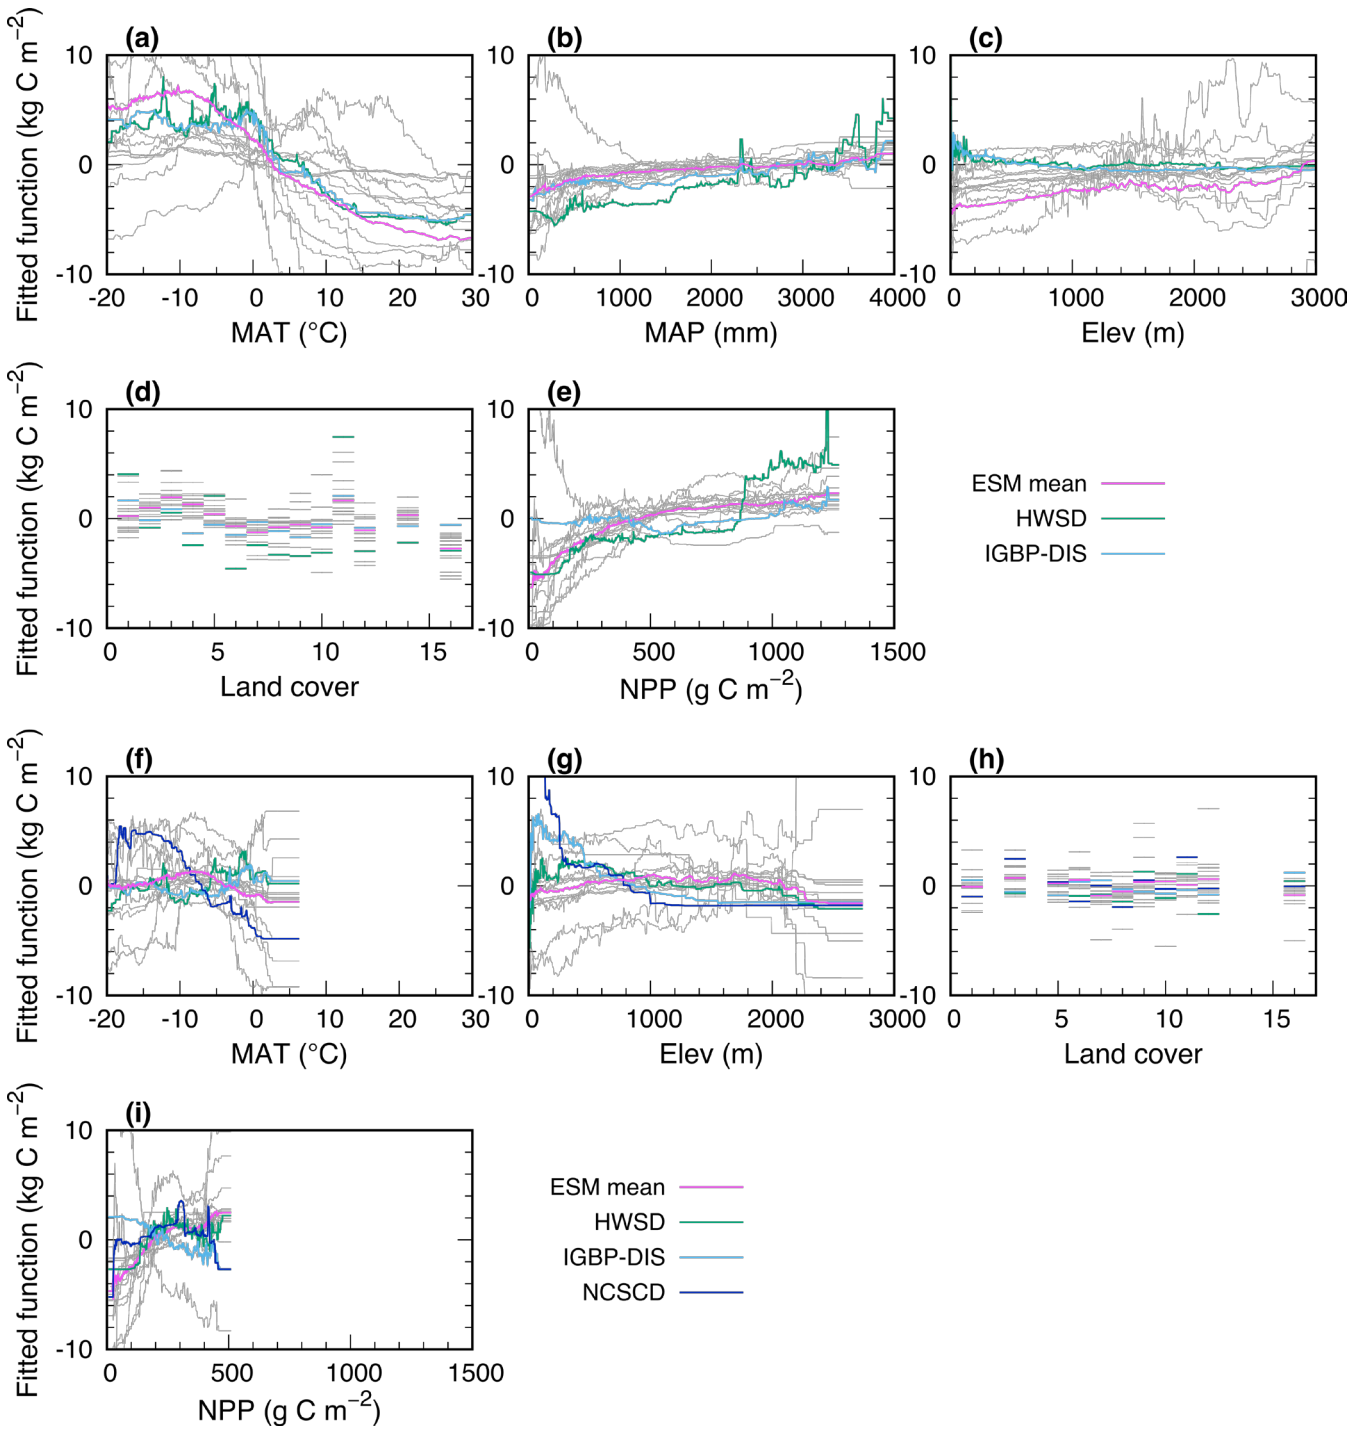 (a)
(b)
(c)
Fitted function (kg C m−2)
10
0
-10
-20 -10 0 10 20 30
MAT (°C)
10
0
-10
0 1000 2000 3000 4000
MAP (mm)
10
0
-10
0 1000 2000 3000
Elev (m)
(d)
(e)
Fitted function (kg C m−2)
10
0
-10
0 5 10 15
Land cover
10
0
-10
0 500 1000 1500
NPP (g C m−2)
ESM mean
HWSD
IGBP-DIS
(f)
(g)
(h)
Fitted function (kg C m−2)
10
0
-10
-20 -10 0 10 20 30
MAT (°C)
10
0
-10
0 1000 2000 3000
Elev (m)
10
0
-10
0 5 10 15
Land cover
(i)
Fitted function (kg C m−2)
10
0
-10
0 500 1000 1500
NPP (g C m−2)
ESM mean
HWSD
IGBP-DIS
NCSCD